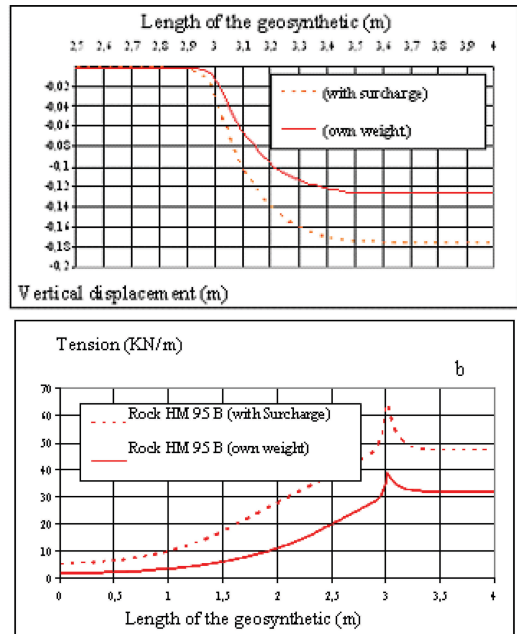 Length of the geosynthetic (m)
2,5 2,6 2,7 2,8 2,9 3 3,1 3,2 3,3 3,4 3,5 3,6 3,7 3,8 3,9 4
-0,02
-0,04
-0,06
-0,08
-0,1
-0,12
-0,14
-0,16
-0,18
-0,2
(with surcharge)
(own weight)
Vertical displacement (m)
Tension (KN/m)
b
70
60
50
40
30
20
10
0
Rock HM 95 B (with Surcharge)
Rock HM 95 B (own weight)
0 0,5 1 1,5 2 2,5 3 3,5 4
Length of the geosynthetic (m)